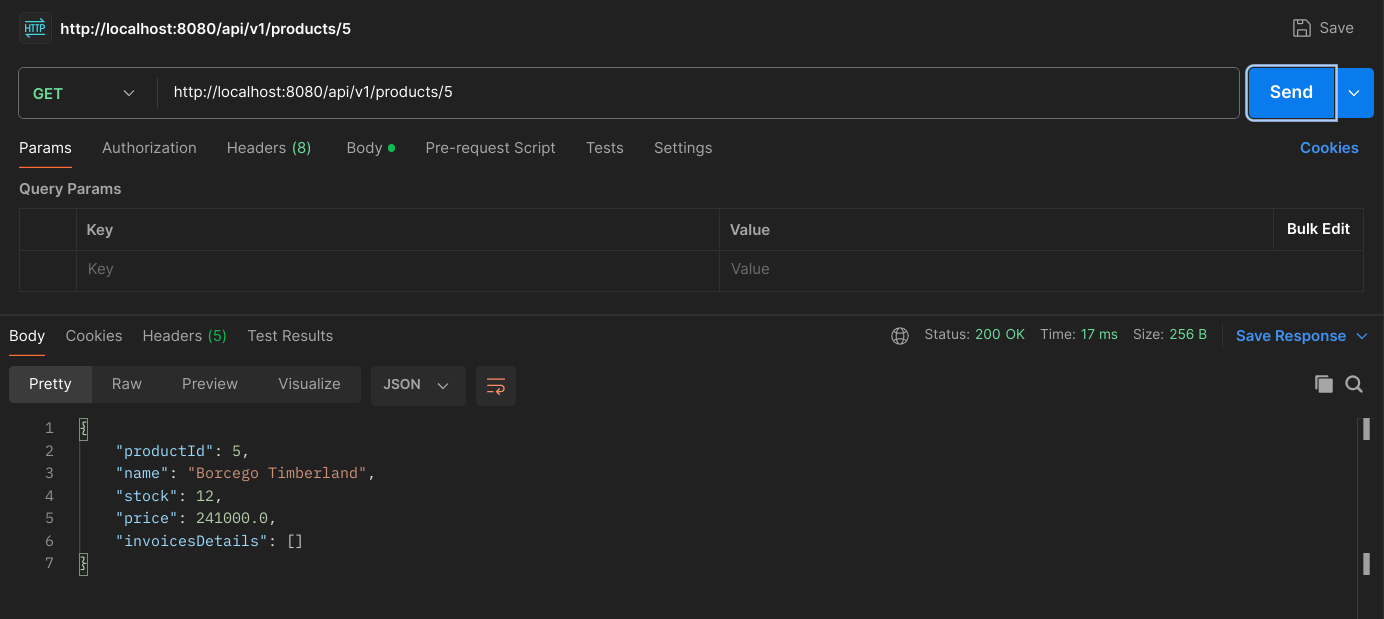 HTTP http://localhost:8080/api/v1/products/5 Save
GET http://localhost:8080/api/v1/products/5 Send
Params Authorization Headers (8) Body Pre-request Script Tests Settings Cookies
Query Params
Key Value Bulk Edit
Key Value
Body Cookies Headers (5) Test Results Status: 200 OK Time: 17 ms Size: 256 B Save Response
Pretty Raw Preview Visualize JSON
1 {
2 "productId": 5,
3 "name": "Borcego Timberland",
4 "stock": 12,
5 "price": 241000.0,
6 "invoicesDetails": []
7 }